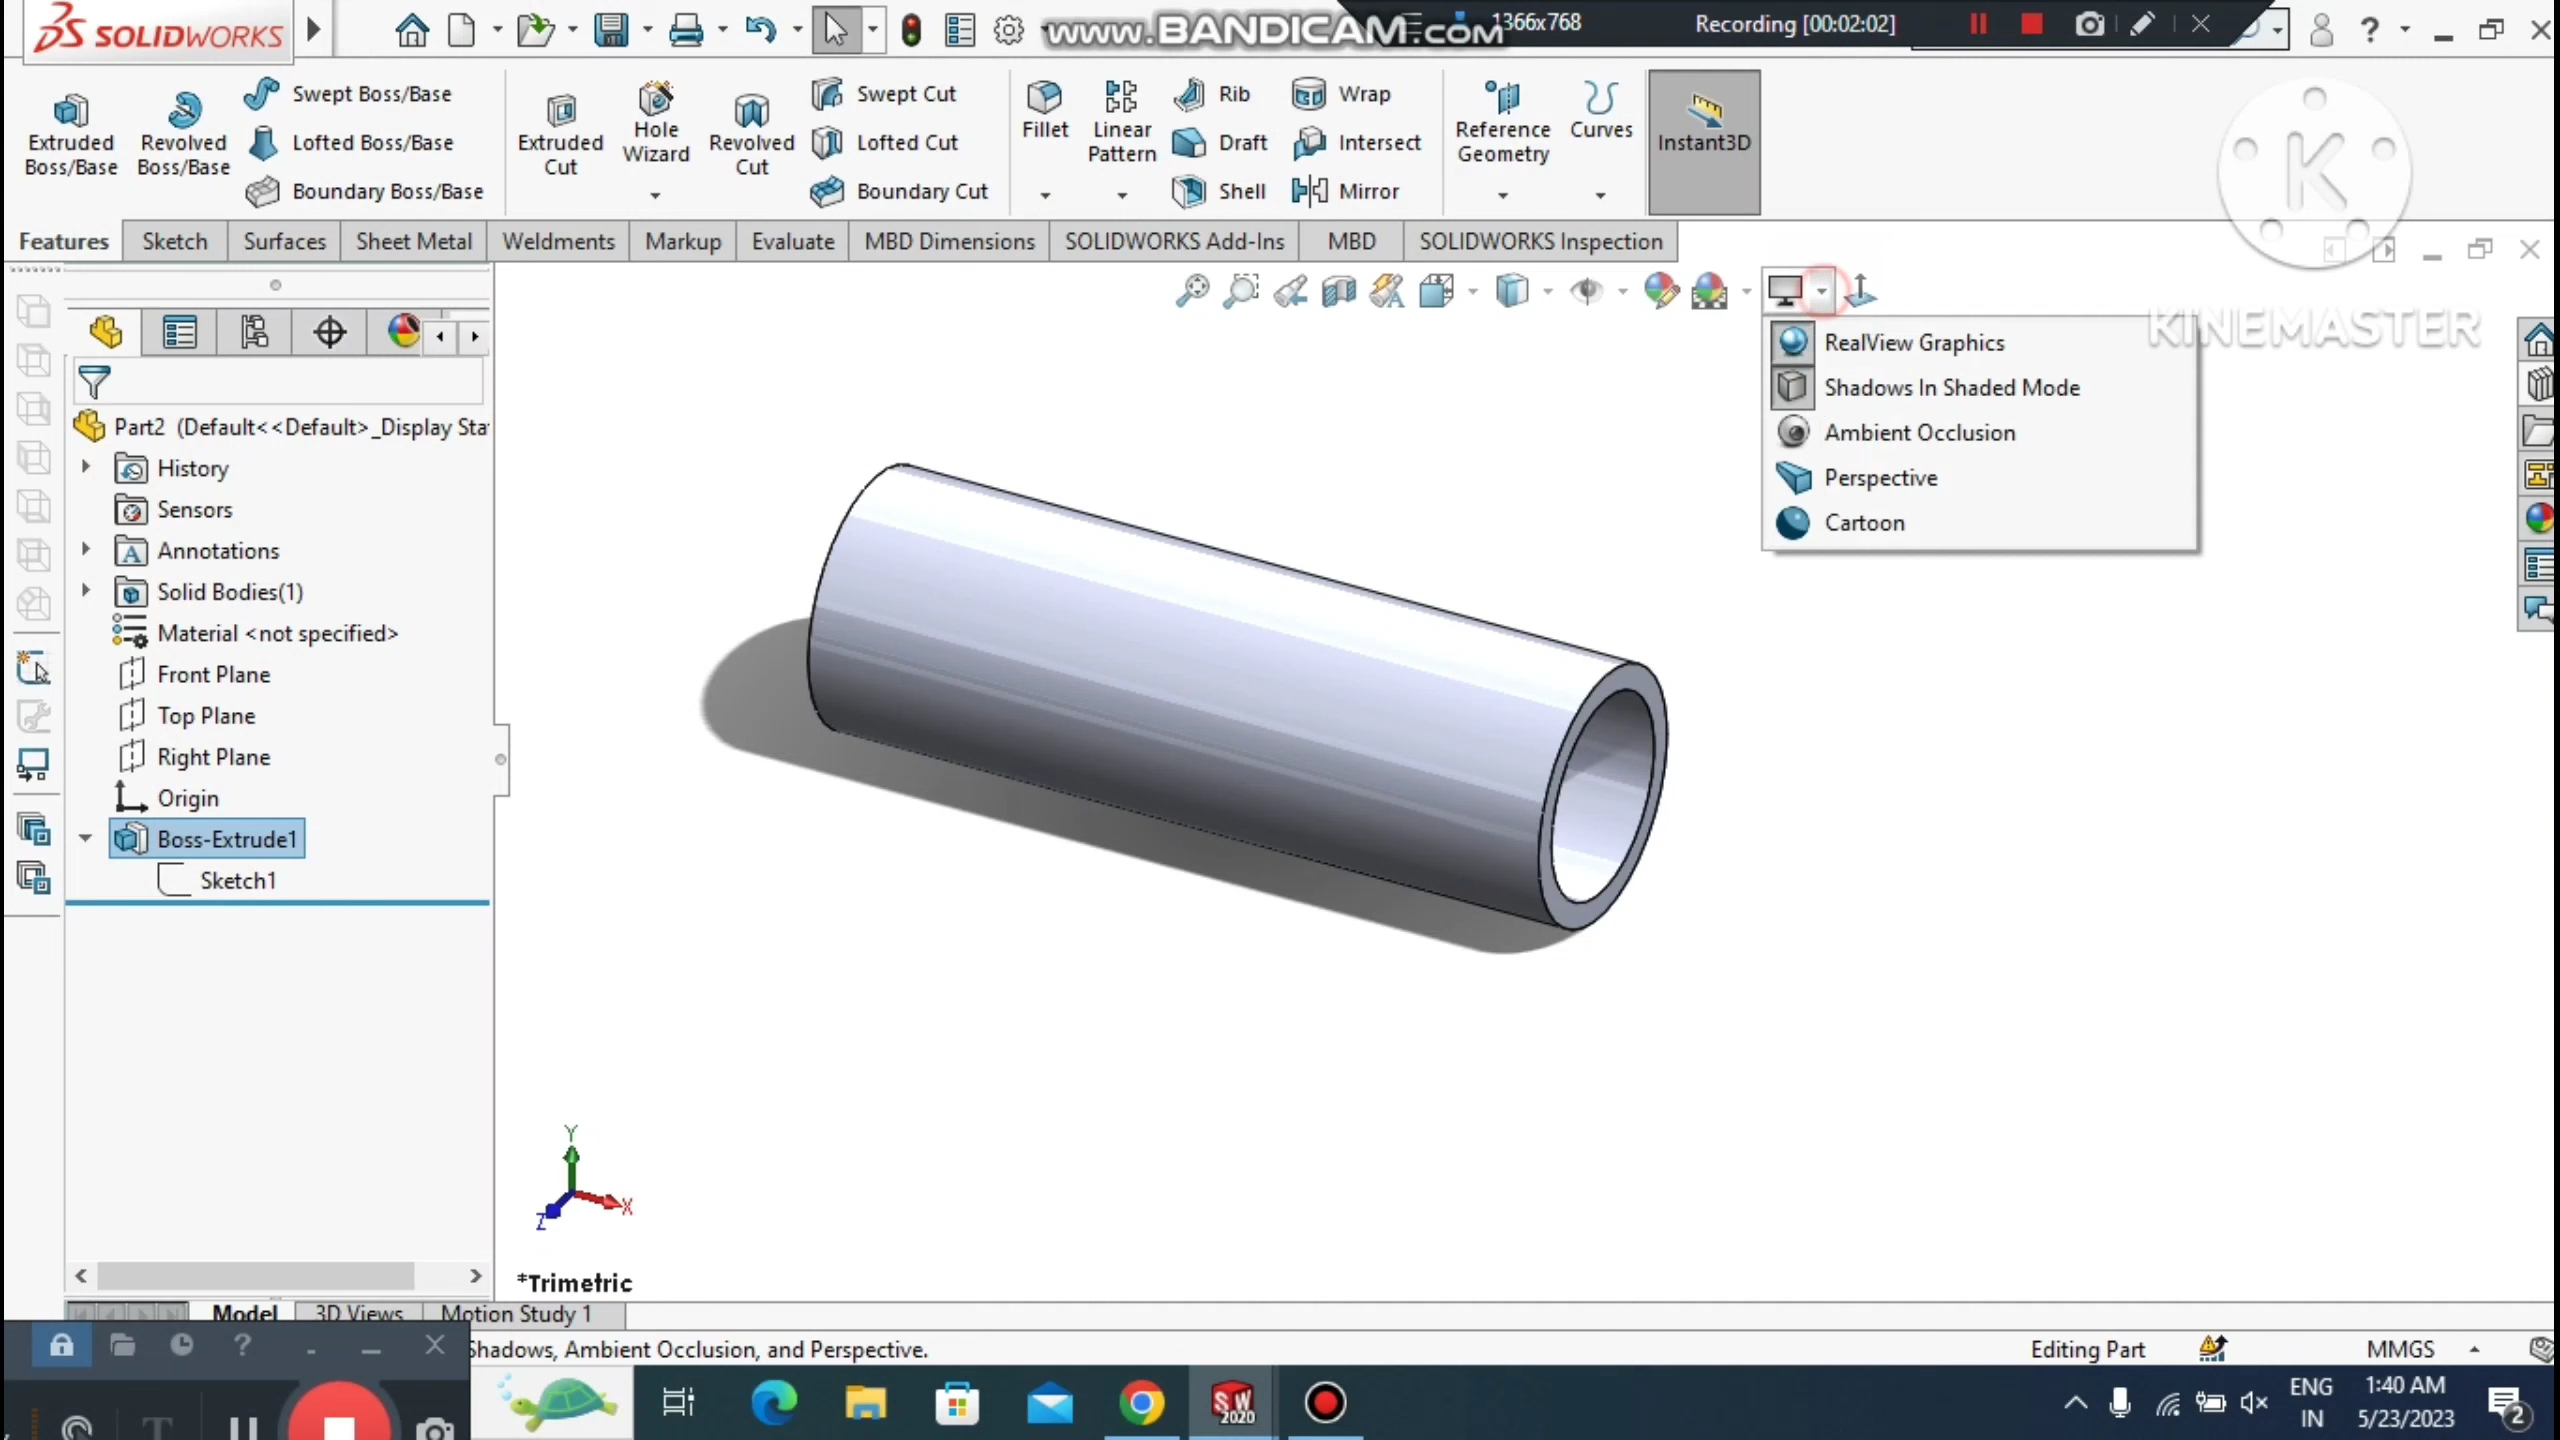 SOLIDWORKS
www.BANDICAM.com
1366x768
Recording [00:02:02]
?
Extruded Boss/Base
Revolved Boss/Base
Swept Boss/Base
Lofted Boss/Base
Boundary Boss/Base
Extruded Cut
Hole Wizard
Revolved Cut
Swept Cut
Lofted Cut
Boundary Cut
Fillet
Linear Pattern
Rib
Draft
Shell
Wrap
Intersect
Mirror
Reference Geometry
Curves
Instant3D
K
KINEMASTER
Features
Sketch
Surfaces
Sheet Metal
Weldments
Markup
Evaluate
MBD Dimensions
SOLIDWORKS Add-Ins
MBD
SOLIDWORKS Inspection
RealView Graphics
Shadows In Shaded Mode
Ambient Occlusion
Perspective
Cartoon
Part2 (Default<<Default>_Display Sta
History
Sensors
Annotations
Solid Bodies(1)
Material <not specified>
Front Plane
Top Plane
Right Plane
Origin
Boss-Extrude1
Sketch1
Y
X
Z
*Trimetric
Model
3D Views
Motion Study 1
Shadows, Ambient Occlusion, and Perspective.
Editing Part
MMGS
?
T
SW
2020
ENG
IN
1:40 AM
5/23/2023
2